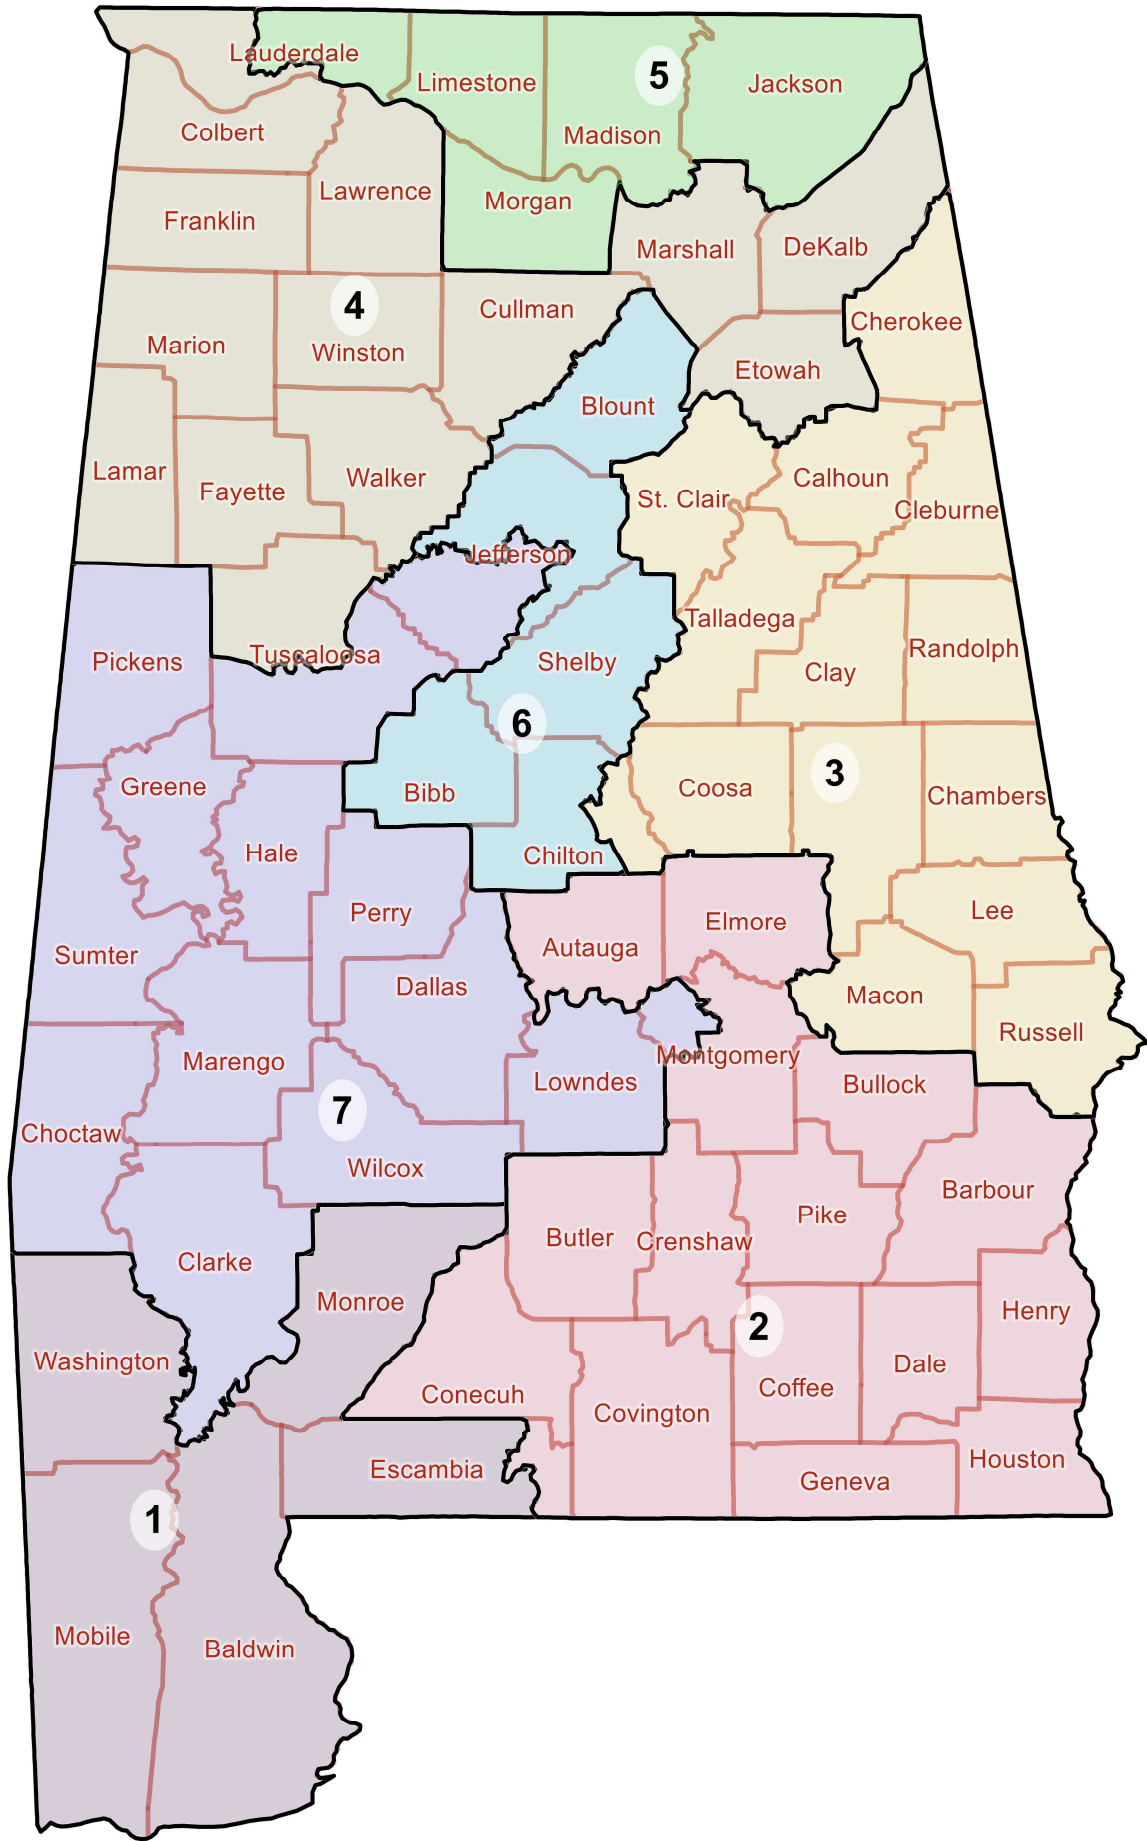 Lauderdale
Limestone
5
Jackson
Madison
Colbert
Lawrence
Morgan
Franklin
Marshall
DeKalb
4
Cullman
Cherokee
Marion
Winston
Etowah
Blount
Lamar
Fayette
Walker
St. Clair
Calhoun
Cleburne
Jefferson
Talladega
Pickens
Tuscaloosa
Shelby
Clay
Randolph
6
Greene
Bibb
Coosa
3
Chambers
Hale
Chilton
Perry
Elmore
Lee
Sumter
Autauga
Dallas
Macon
Russell
Marengo
Montgomery
Lowndes
Bullock
7
Choctaw
Wilcox
Barbour
Pike
Butler
Crenshaw
Clarke
Monroe
Henry
2
Washington
Dale
Conecuh
Coffee
Covington
Escambia
Houston
Geneva
1
Mobile
Baldwin